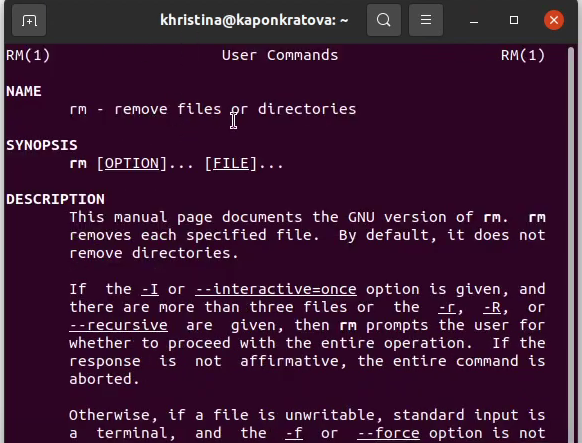 khristina@kaponkratova: ~
RM(1) User Commands RM(1)
NAME
rm - remove files or directories
SYNOPSIS
rm [OPTION]... [FILE]...
DESCRIPTION
This manual page documents the GNU version of rm. rm
removes each specified file. By default, it does not
remove directories.
If the -I or --interactive=once option is given, and
there are more than three files or the -r, -R, or
--recursive are given, then rm prompts the user for
whether to proceed with the entire operation. If the
response is not affirmative, the entire command is
aborted.
Otherwise, if a file is unwritable, standard input is
a terminal, and the -f or --force option is not